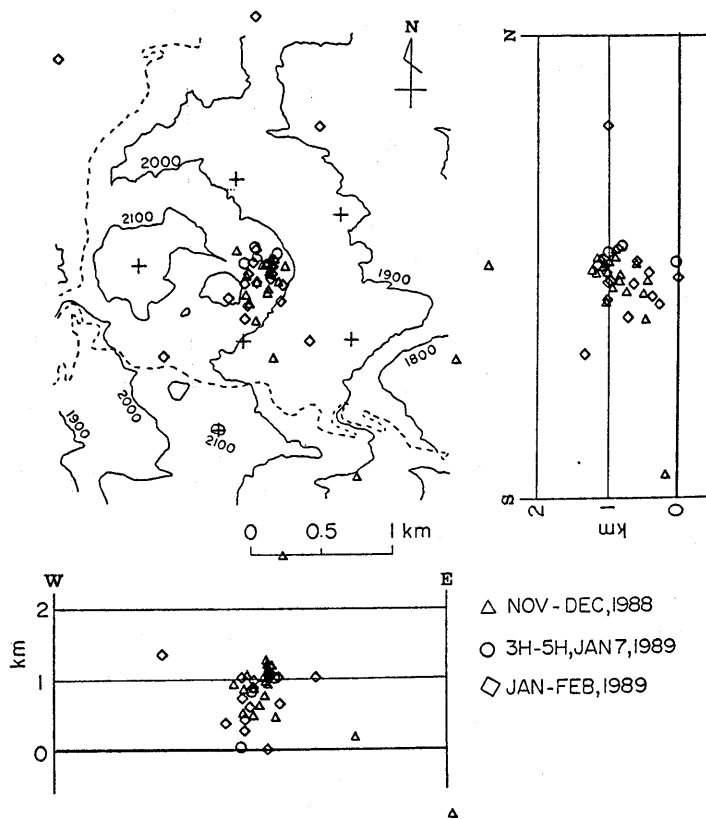 N
2000
2100
1900
1800
1900
2000
2100
0 0.5 1 km
N
S
2 1 0
km
W E
2
1
0
km
NOV-DEC,1988
3H-5H,JAN 7,1989
JAN-FEB,1989